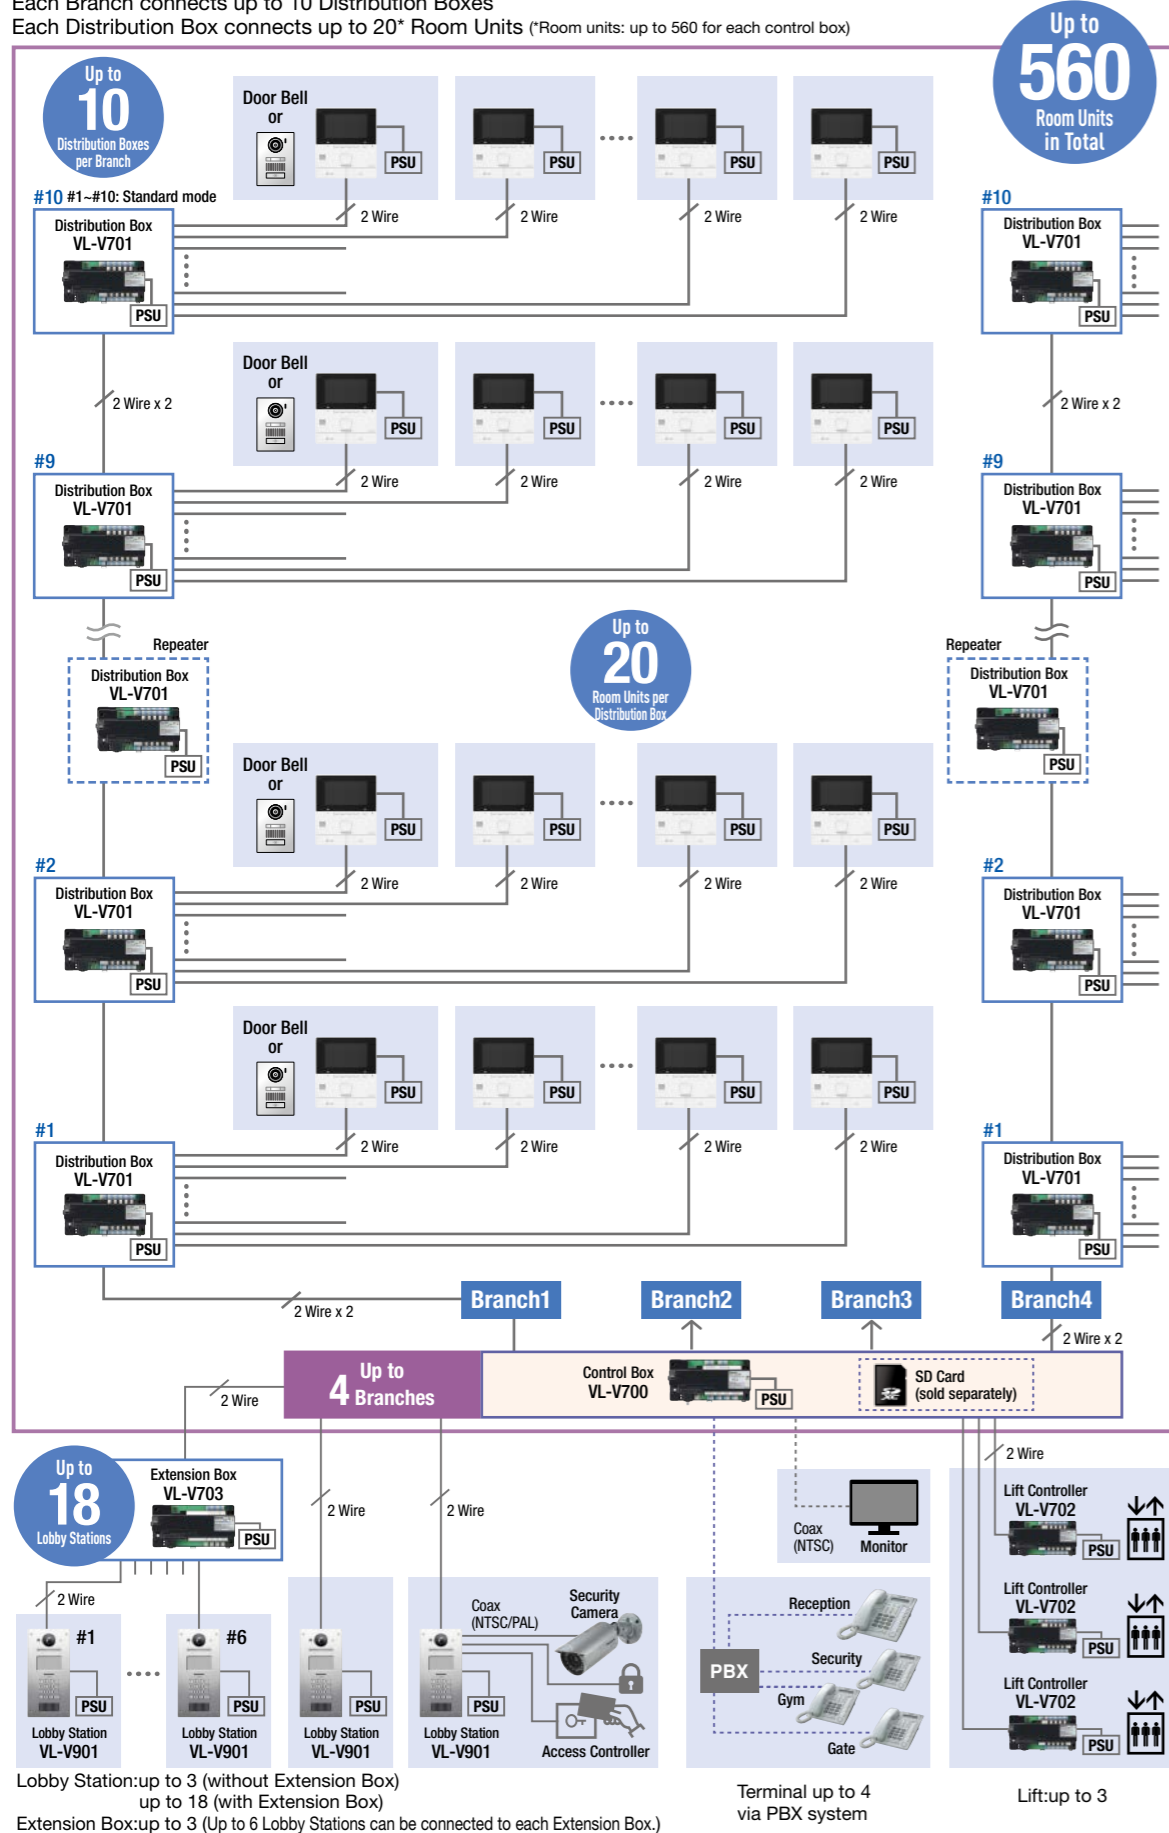 Each Branch connects up to 10 Distribution Boxes
Each Distribution Box connects up to 20* Room Units (*Room units: up to 560 for each control box)
Up to
560
Room Units
in Total
Up to
10
Distribution Boxes
per Branch
Door Bell
or
PSU
PSU
PSU
PSU
#10 #1~#10: Standard mode
2 Wire
2 Wire
2 Wire
2 Wire
Distribution Box
VL-V701
PSU
#10
Distribution Box
VL-V701
PSU
2 Wire x 2
2 Wire x 2
Door Bell
or
PSU
PSU
PSU
PSU
#9
2 Wire
2 Wire
2 Wire
2 Wire
Distribution Box
VL-V701
PSU
#9
Distribution Box
VL-V701
PSU
Repeater
Distribution Box
VL-V701
PSU
Up to
20
Room Units per
Distribution Box
Repeater
Distribution Box
VL-V701
PSU
Door Bell
or
PSU
PSU
PSU
PSU
#2
2 Wire
2 Wire
2 Wire
2 Wire
Distribution Box
VL-V701
PSU
#2
Distribution Box
VL-V701
PSU
Door Bell
or
PSU
PSU
PSU
PSU
#1
2 Wire
2 Wire
2 Wire
2 Wire
Distribution Box
VL-V701
PSU
#1
Distribution Box
VL-V701
PSU
2 Wire x 2
Branch1
Branch2
Branch3
Branch4
2 Wire x 2
Up to
4 Branches
Control Box
VL-V700
PSU
SD Card
(sold separately)
2 Wire
Up to
18
Lobby Stations
Extension Box
VL-V703
PSU
2 Wire
2 Wire
2 Wire
2 Wire
#1
PSU
Lobby Station
VL-V901
#6
PSU
Lobby Station
VL-V901
PSU
Lobby Station
VL-V901
Coax
(NTSC/PAL)
Security
Camera
PSU
Lobby Station
VL-V901
Access Controller
Coax
(NTSC)
Monitor
PBX
Reception
Security
Gym
Gate
Lift Controller
VL-V702
PSU
Lift Controller
VL-V702
PSU
Lift Controller
VL-V702
PSU
Lobby Station:up to 3 (without Extension Box)
up to 18 (with Extension Box)
Extension Box:up to 3 (Up to 6 Lobby Stations can be connected to each Extension Box.)
Terminal up to 4
via PBX system
Lift:up to 3